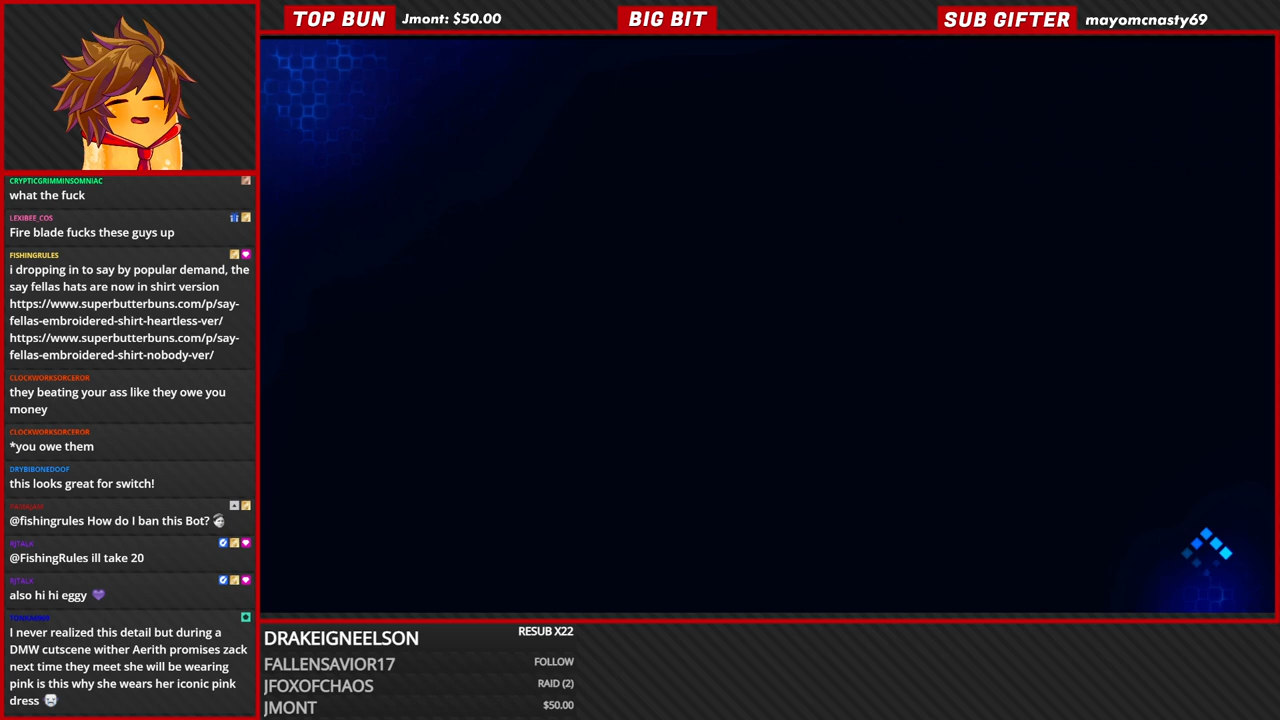 TOP BUN
Jmont: $50.00
BIG BIT
SUB GIFTER
mayomcnasty69
CRYPTICGRIMMINSOMNIAC
what the fuck
LEXIBEE_COS
Fire blade fucks these guys up
FISHINGRULES
i dropping in to say by popular demand, the
say fellas hats are now in shirt version
https://www.superbutterbuns.com/p/say-
fellas-embroidered-shirt-heartless-ver/
https://www.superbutterbuns.com/p/say-
fellas-embroidered-shirt-nobody-ver/
CLOCKWORKSORCEROR
they beating your ass like they owe you
money
CLOCKWORKSORCEROR
*you owe them
DRYBIBONEDOOF
this looks great for switch!
@fishingrules How do I ban this Bot?
RJTALK
@FishingRules ill take 20
RJTALK
also hi hi eggy
I never realized this detail but during a
DMW cutscene wither Aerith promises zack
next time they meet she will be wearing
pink is this why she wears her iconic pink
dress
DRAKEIGNEELSON
RESUB X22
FALLENSAVIOR17
FOLLOW
JFOXOFCHAOS
RAID (2)
JMONT
$50.00